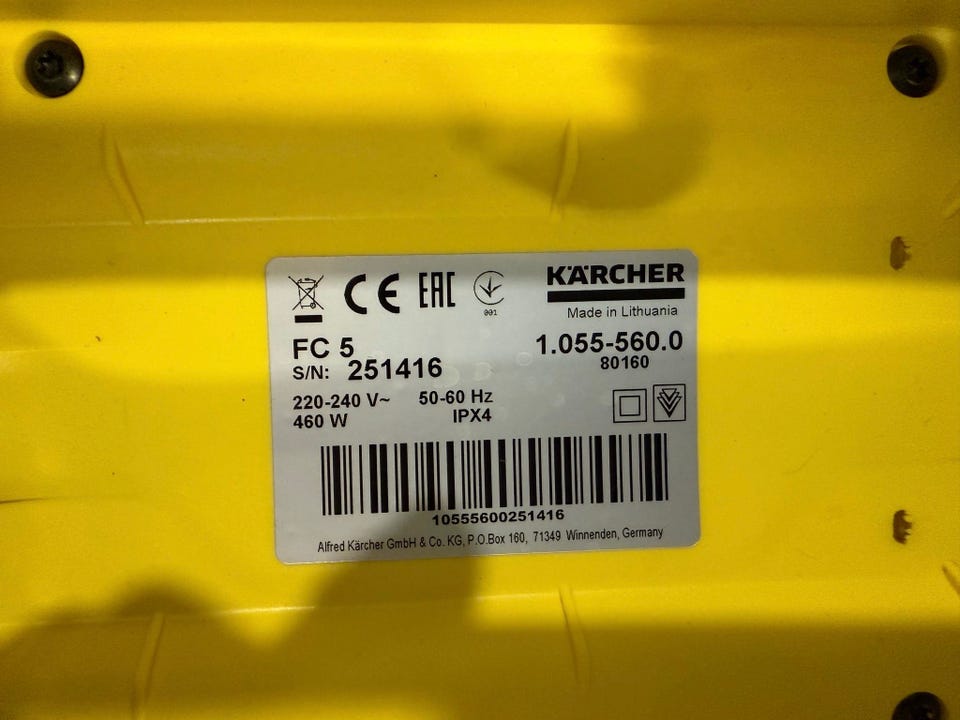 CE EAC
001
KÄRCHER
Made in Lithuania
FC 5
1.055-560.0
S/N: 251416
80160
220-240 V~ 50-60 Hz
460 W IPX4
10555600251416
Alfred Kärcher GmbH & Co. KG, P.O.Box 160, 71349 Winnenden, Germany